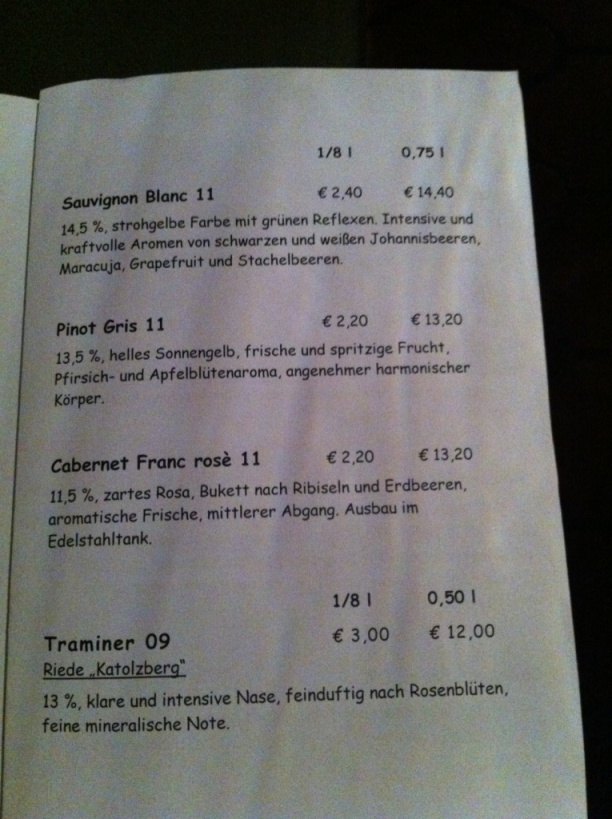 1/8 l 0,75 l
Sauvignon Blanc 11 € 2,40 € 14,40
14,5 %, strohgelbe Farbe mit grünen Reflexen. Intensive und
kraftvolle Aromen von schwarzen und weißen Johannisbeeren,
Maracuja, Grapefruit und Stachelbeeren.
Pinot Gris 11 € 2,20 € 13,20
13,5 %, helles Sonnengelb, frische und spritzige Frucht,
Pfirsich- und Apfelblütenaroma, angenehmer harmonischer
Körper.
Cabernet Franc rosè 11 € 2,20 € 13,20
11,5 %, zartes Rosa, Bukett nach Ribiseln und Erdbeeren,
aromatische Frische, mittlerer Abgang. Ausbau im
Edelstahltank.
1/8 l 0,50 l
Traminer 09 € 3,00 € 12,00
Riede „Katolzberg"
13 %, klare und intensive Nase, feinduftig nach Rosenblüten,
feine mineralische Note.